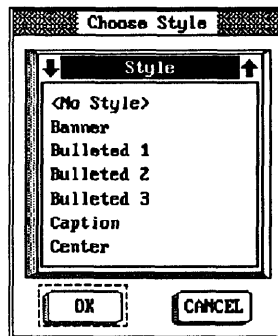 Choose Style
Style
<No Style>
Banner
Bulleted 1
Bulleted 2
Bulleted 3
Caption
Center
OK
CANCEL